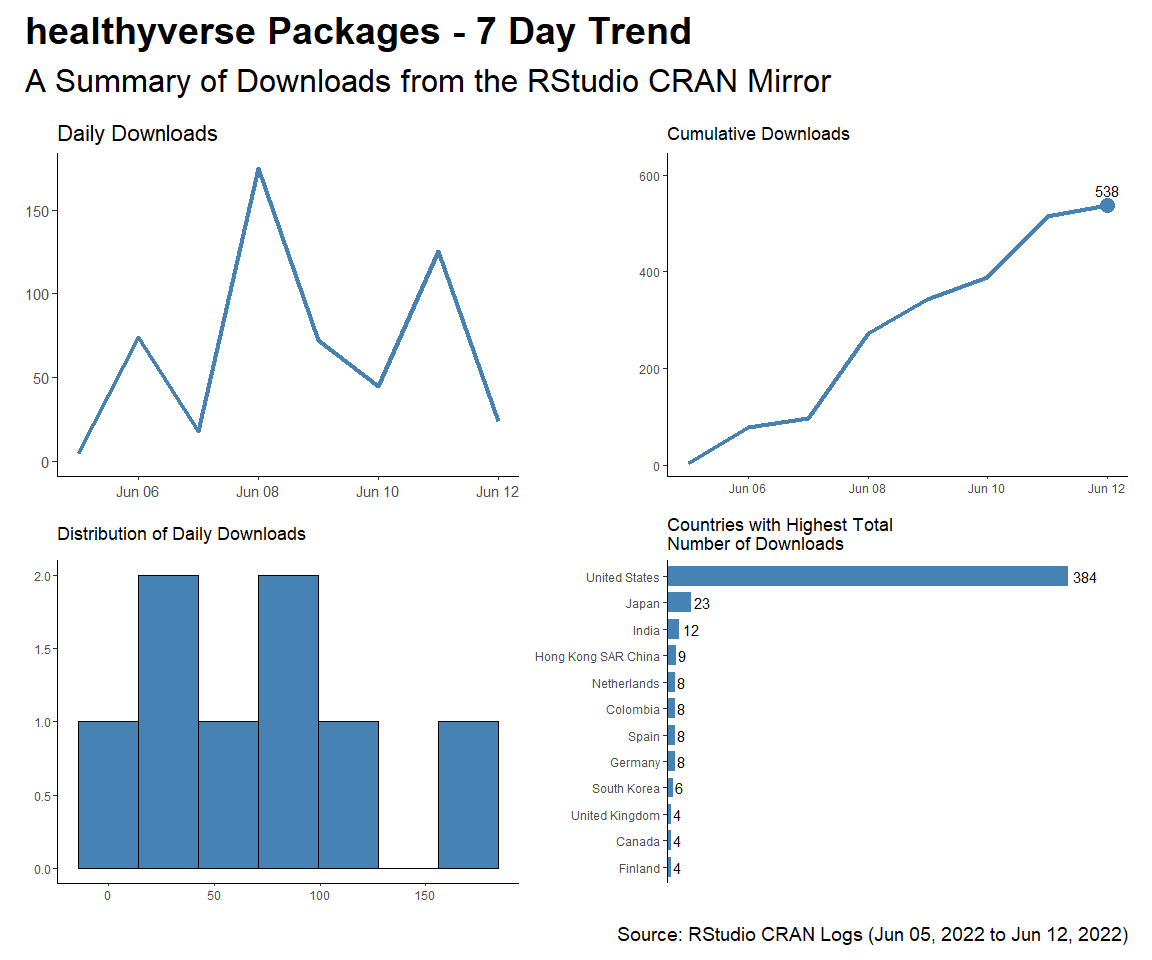 healthyverse Packages - 7 Day Trend
A Summary of Downloads from the RStudio CRAN Mirror
Daily Downloads
150
100
50
0
Jun 06 Jun 08 Jun 10 Jun 12
Cumulative Downloads
600
400
200
0
538
Jun 06 Jun 08 Jun 10 Jun 12
Distribution of Daily Downloads
2.0
1.5
1.0
0.5
0.0
0 50 100 150
Countries with Highest Total
Number of Downloads
United States 384
Japan 23
India 12
Hong Kong SAR China 9
Netherlands 8
Colombia 8
Spain 8
Germany 8
South Korea 6
United Kingdom 4
Canada 4
Finland 4
Source: RStudio CRAN Logs (Jun 05, 2022 to Jun 12, 2022)